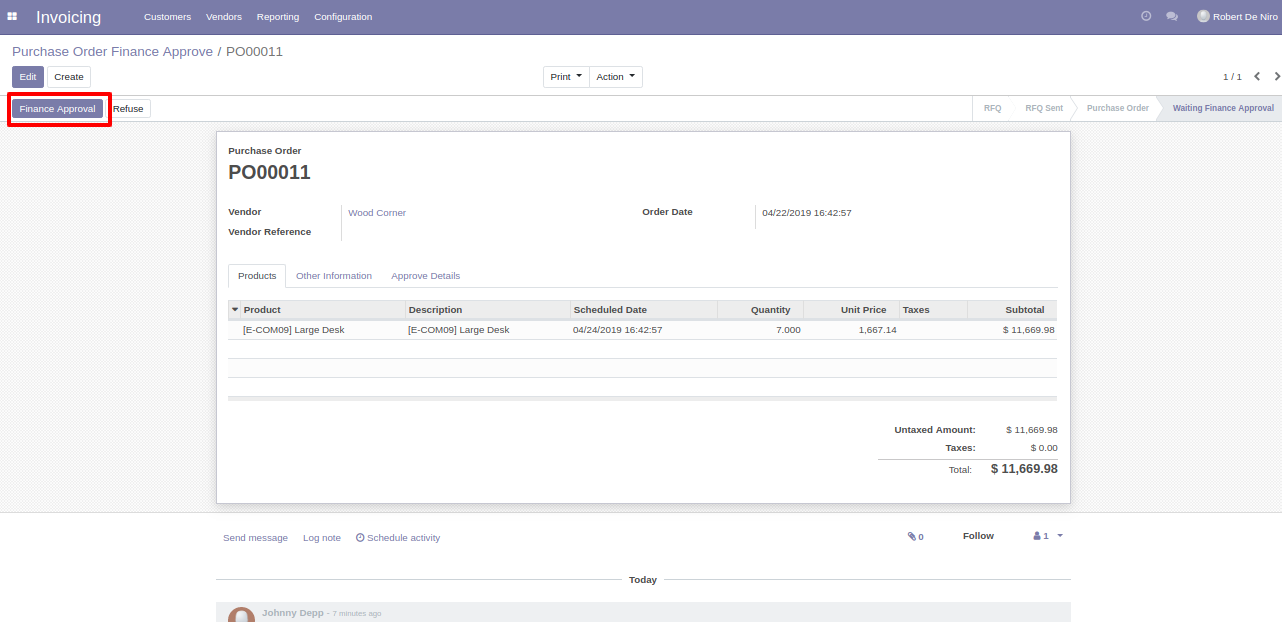 Invoicing Customers Vendors Reporting Configuration Robert De Niro
Purchase Order Finance Approve / PO00011
Edit Create Print Action 1 / 1
Finance Approval Refuse RFQ RFQ Sent Purchase Order Waiting Finance Approval
Purchase Order
PO00011
Vendor Wood Corner Order Date 04/22/2019 16:42:57
Vendor Reference
Products Other Information Approve Details
Product Description Scheduled Date Quantity Unit Price Taxes Subtotal
[E-COM09] Large Desk [E-COM09] Large Desk 04/24/2019 16:42:57 7.000 1,667.14 $ 11,669.98
Untaxed Amount: $ 11,669.98
Taxes: $ 0.00
Total: $ 11,669.98
Send message Log note Schedule activity 0 Follow 1
Today
Johnny Depp - 7 minutes ago